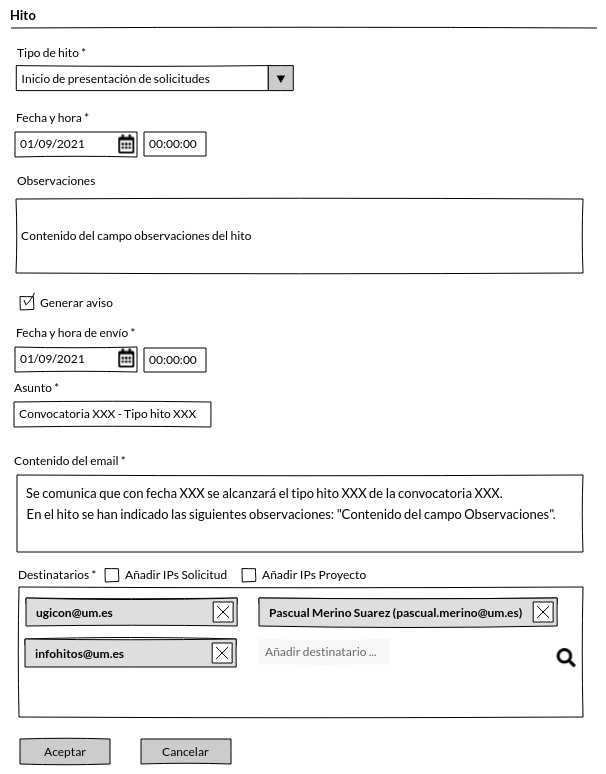 Hito
Tipo de hito *
Inicio de presentación de solicitudes
Fecha y hora *
01/09/2021 00:00:00
Observaciones
Contenido del campo observaciones del hito
Generar aviso
Fecha y hora de envío *
01/09/2021 00:00:00
Asunto *
Convocatoria XXX - Tipo hito XXX
Contenido del email *
Se comunica que con fecha XXX se alcanzará el tipo hito XXX de la convocatoria XXX.
En el hito se han indicado las siguientes observaciones: "Contenido del campo Observaciones".
Destinatarios * Añadir IPs Solicitud Añadir IPs Proyecto
ugicon@um.es Pascual Merino Suarez (pascual.merino@um.es)
infohitos@um.es Añadir destinatario ...
Aceptar Cancelar